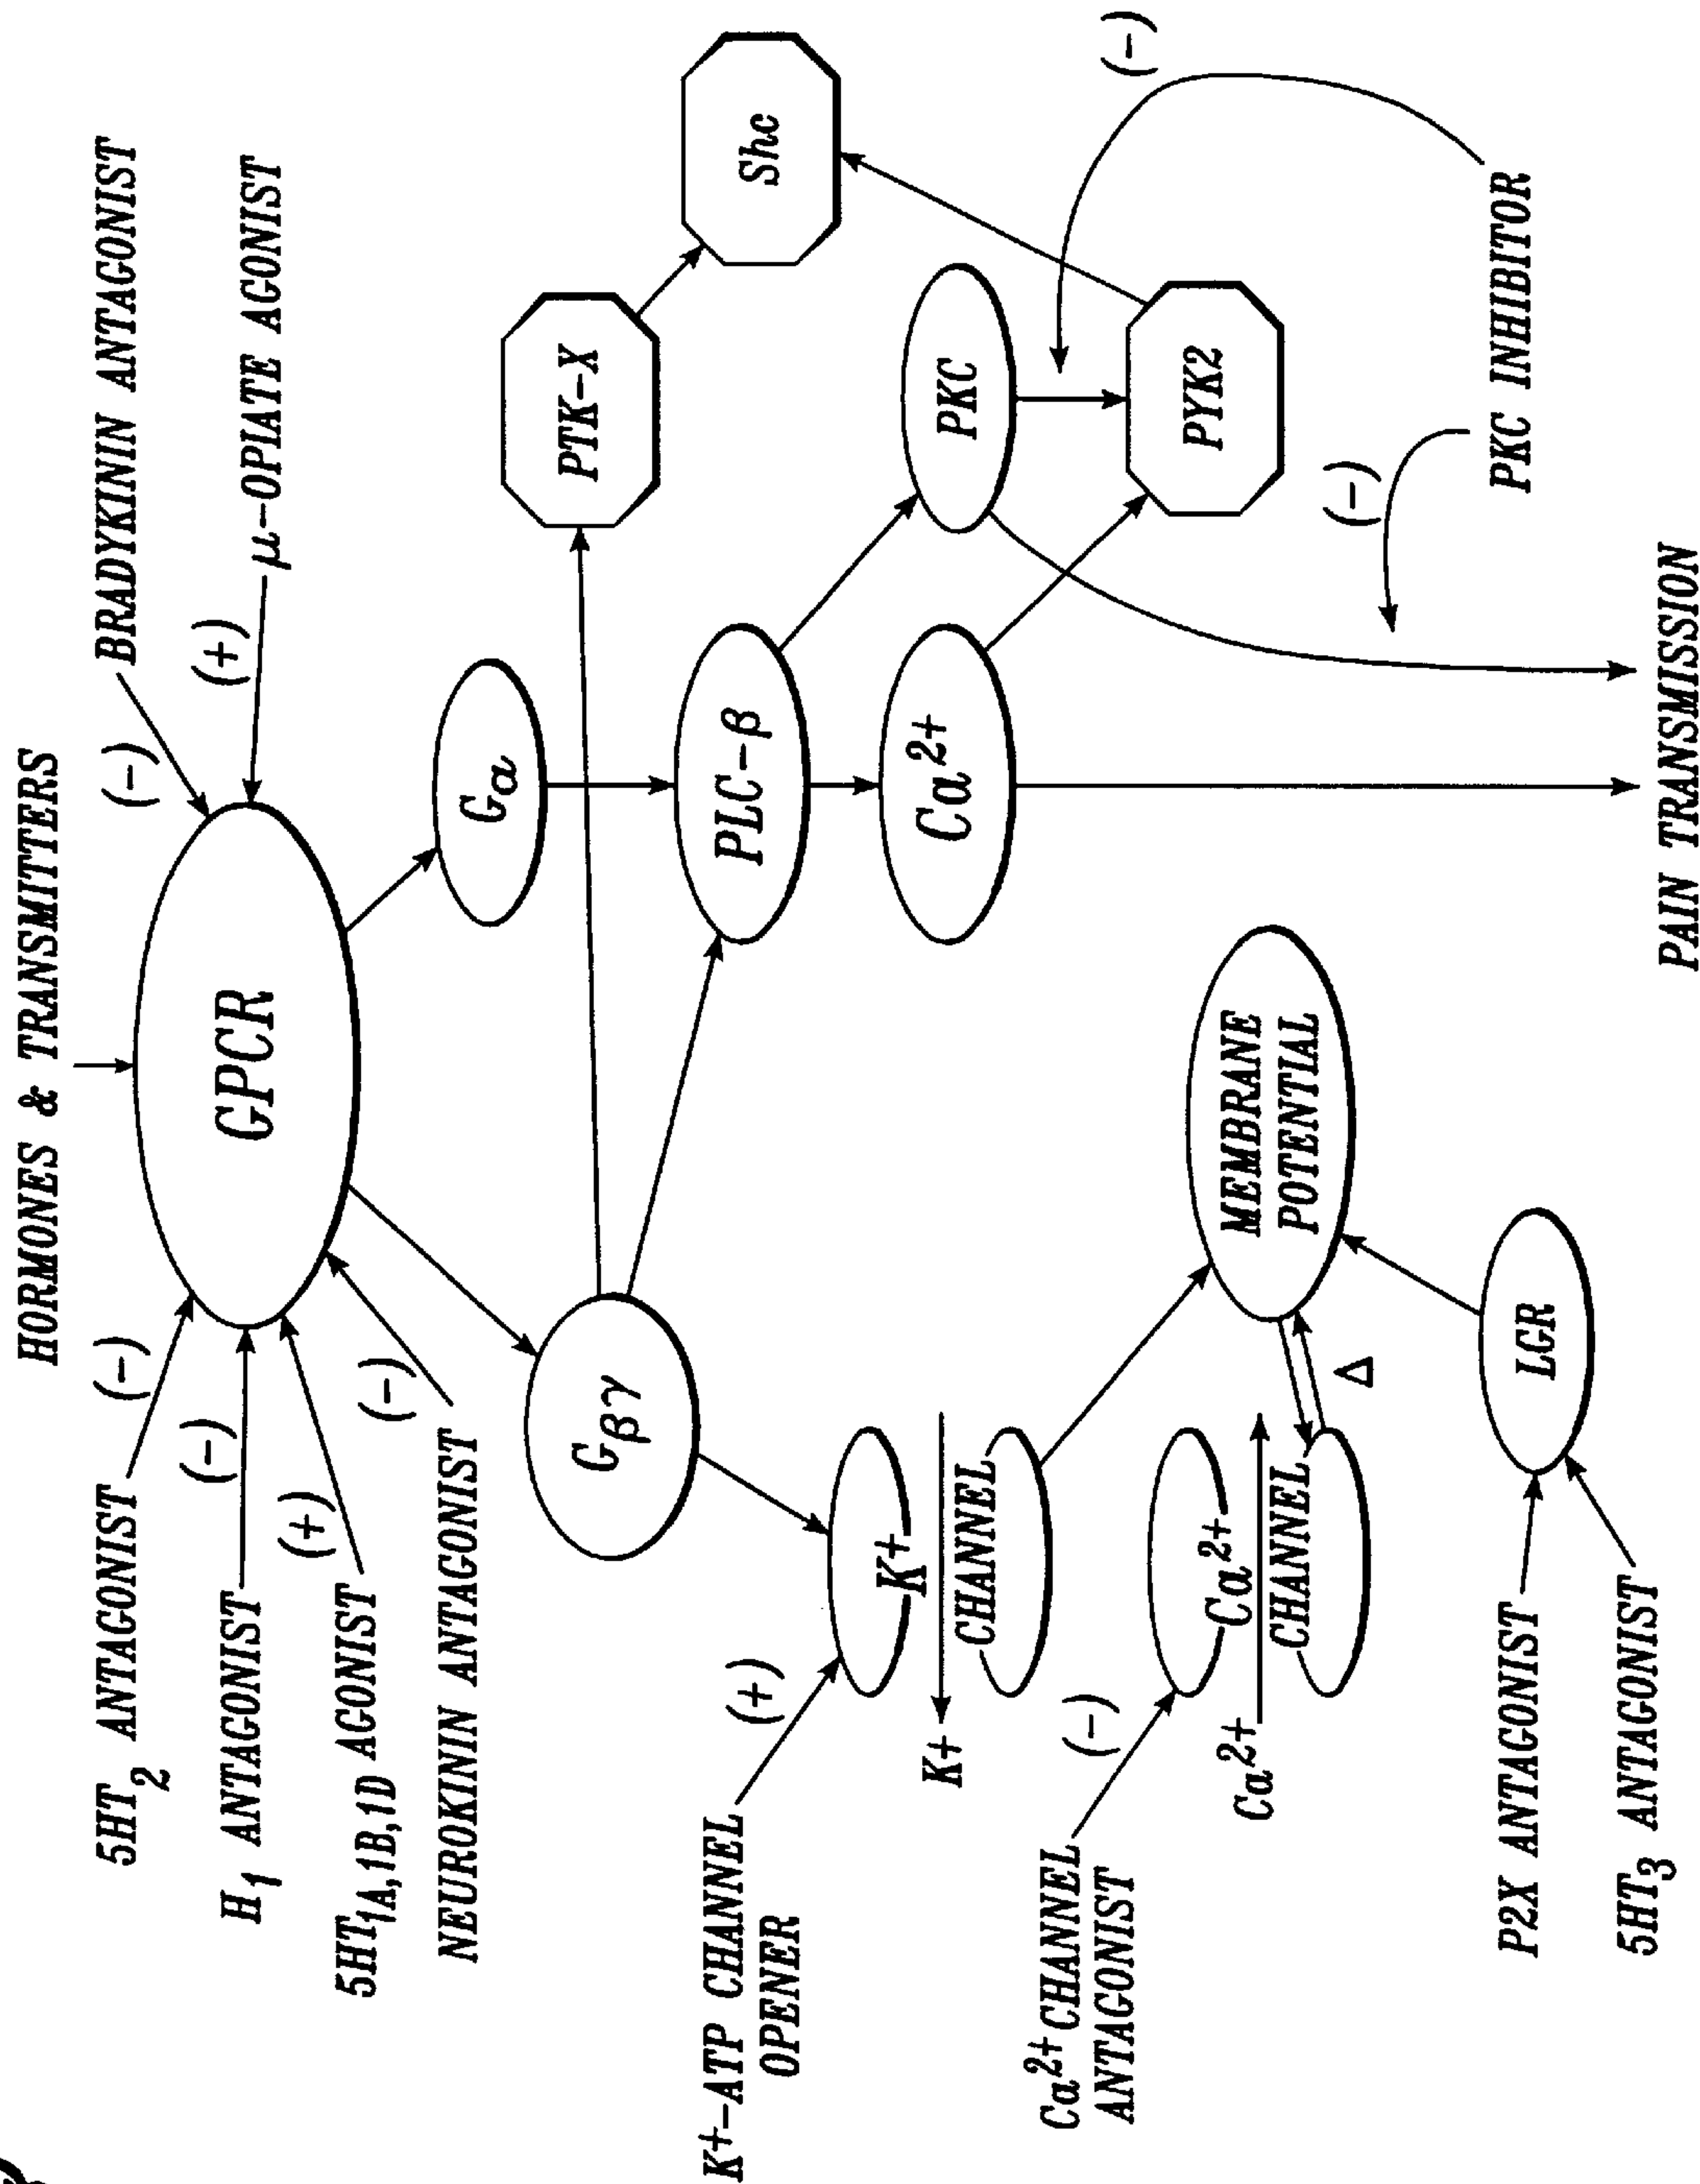 HORMONES & TRANSMITTERS
5HT2 ANTAGONIST
(-)
(-)
BRADYKININ ANTAGONIST
H1 ANTAGONIST
(-)
GPCR
(+)
μ-OPIATE AGONIST
5HT1A,1B,1D AGONIST
(+)
NEUROKININ ANTAGONIST
(-)
Gα
Gβγ
PTK-X
Shc
K+-ATP CHANNEL
OPENER
(+)
PLC-β
K+
K+
CHANNEL
Ca2+
PKC
(-)
Ca2+ CHANNEL
ANTAGONIST
(-)
Ca2+
Ca2+
CHANNEL
MEMBRANE
POTENTIAL
Δ
PYK2
(-)
P2X ANTAGONIST
LGR
PKC INHIBITOR
5HT3 ANTAGONIST
PAIN TRANSMISSION